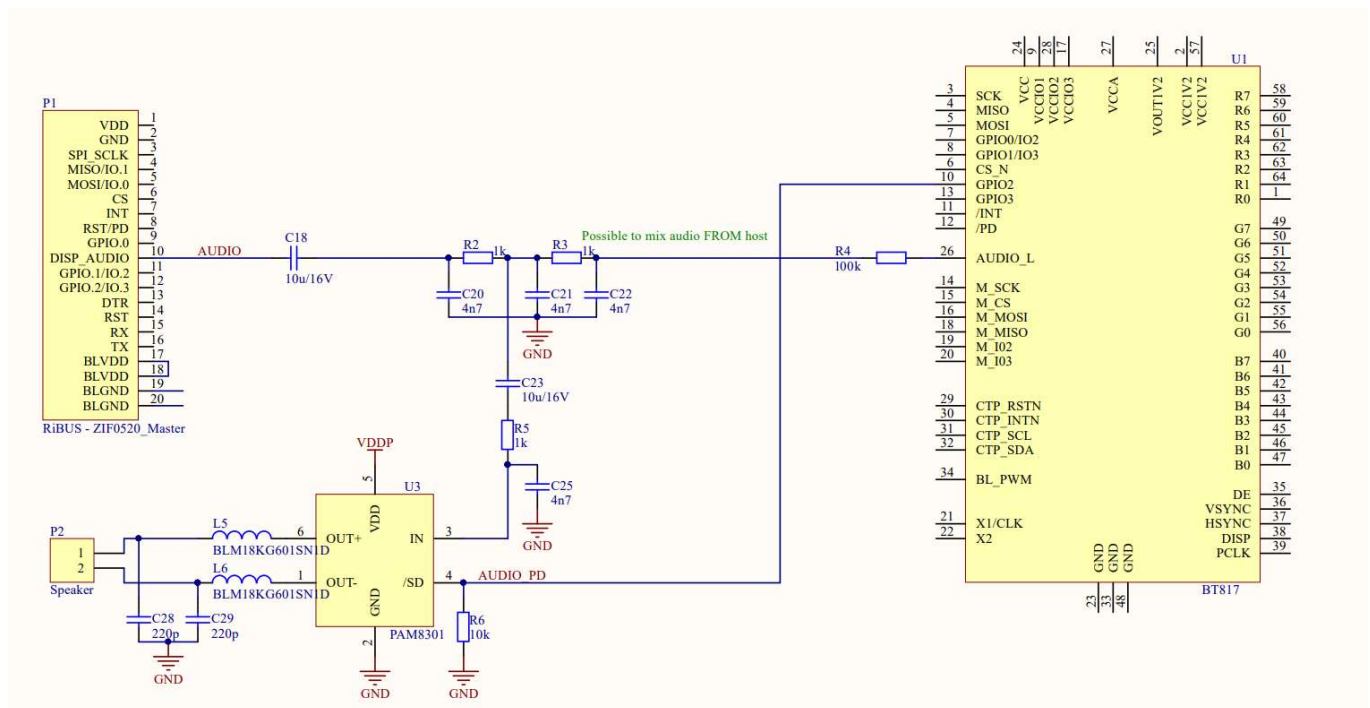 P1
VDD 1
GND 2
SPI_SCLK 3
MISO/IO.1 4
MOSI/IO.0 5
CS 6
INT 7
RST/PD 8
GPIO.0 9
DISP_AUDIO 10
GPIO.1/IO.2 11
GPIO.2/IO.3 12
DTR 13
RST 14
RX 15
TX 16
BLVDD 17
BLVDD 18
BLGND 19
BLGND 20
RiBUS - ZIF0520_Master
AUDIO
C18
10u/16V
R2 1k
R3 1k
Possible to mix audio FROM host
R4
100k
C20
4n7
C21
4n7
C22
4n7
GND
C23
10u/16V
R5
1k
C25
4n7
GND
VDDP
5
U3
VDD
6 OUT+
IN 3
1 OUT-
/SD 4
GND
2
PAM8301
GND
AUDIO_PD
R6
10k
GND
P2
1
2
Speaker
L5
BLM18KG601SN1D
L6
BLM18KG601SN1D
C28
220p
C29
220p
GND
U1
24 VCC
9 VCCIO1
28 VCCIO2
17 VCCIO3
27 VCCA
25 VOUT1V2
2 VCC1V2
57 VCC1V2
3 SCK
4 MISO
5 MOSI
7 GPIO0/IO2
8 GPIO1/IO3
6 CS_N
10 GPIO2
13 GPIO3
11 /INT
12 /PD
26 AUDIO_L
14 M_SCK
15 M_CS
16 M_MOSI
18 M_MISO
19 M_I02
20 M_I03
29 CTP_RSTN
30 CTP_INTN
31 CTP_SCL
32 CTP_SDA
34 BL_PWM
21 X1/CLK
22 X2
R7 58
R6 59
R5 60
R4 61
R3 62
R2 63
R1 64
R0 1
G7 49
G6 50
G5 51
G4 52
G3 53
G2 54
G1 55
G0 56
B7 40
B6 41
B5 42
B4 43
B3 44
B2 45
B1 46
B0 47
DE 35
VSYNC 36
HSYNC 37
DISP 38
PCLK 39
GND 23
GND 33
GND 48
BT817